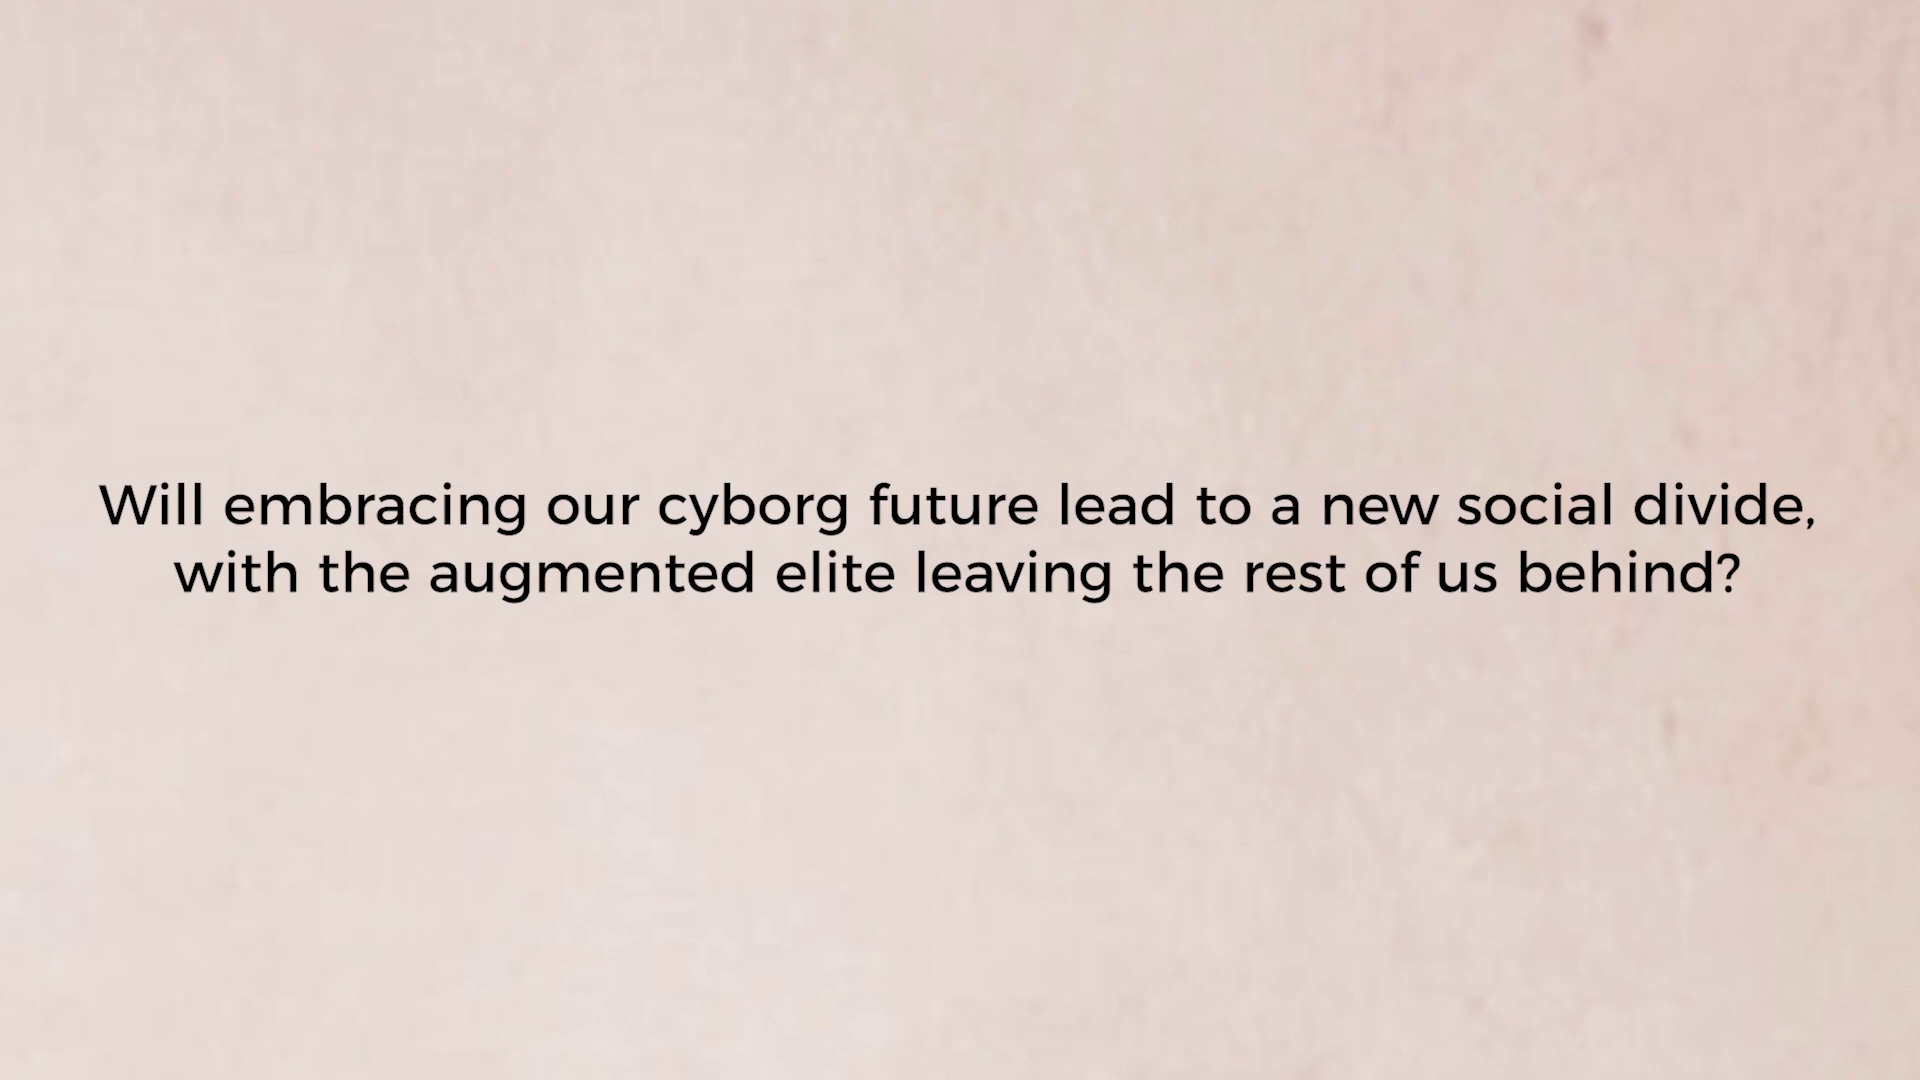 Will embracing our cyborg future lead to a new social divide,
with the augmented elite leaving the rest of us behind?